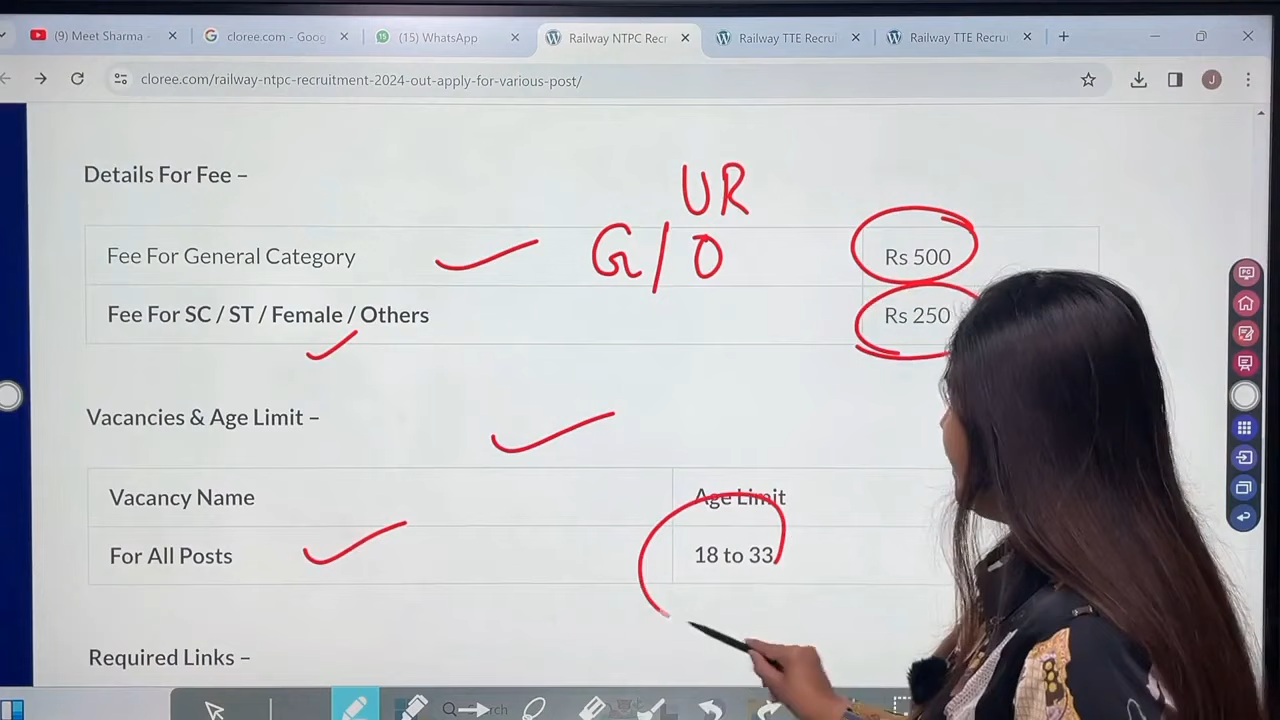 (9) Meet Sharma
cloree.com - Goog
(15) WhatsApp
Railway NTPC Recr
Railway TTE Recrui
Railway TTE Recrui
cloree.com/railway-ntpc-recruitment-2024-out-apply-for-various-post/
J
Details For Fee –
UR
Fee For General Category
G/O
Rs 500
Fee For SC / ST / Female / Others
Rs 250
Vacancies & Age Limit –
Vacancy Name
Age Limit
For All Posts
18 to 33
Required Links –
Search